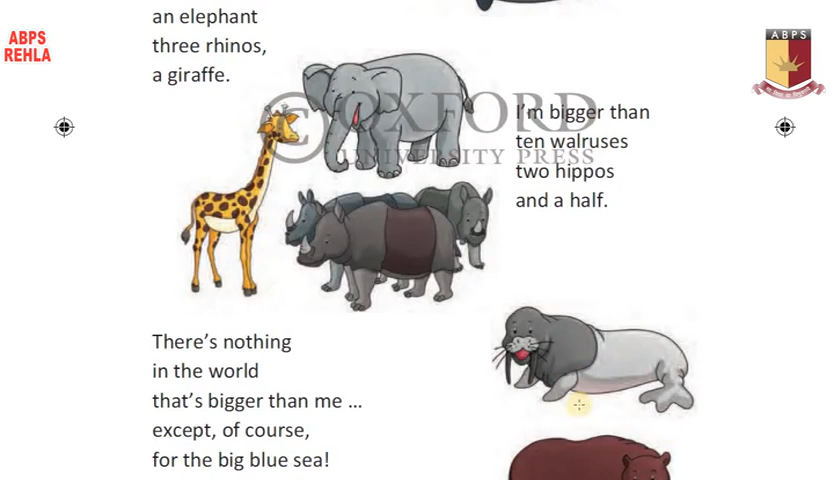 an elephant
three rhinos,
a giraffe.
ABPS
REHLA
ABPS
© OXFORD
UNIVERSITY PRESS
I'm bigger than
ten walruses
two hippos
and a half.
There's nothing
in the world
that's bigger than me ...
except, of course,
for the big blue sea!